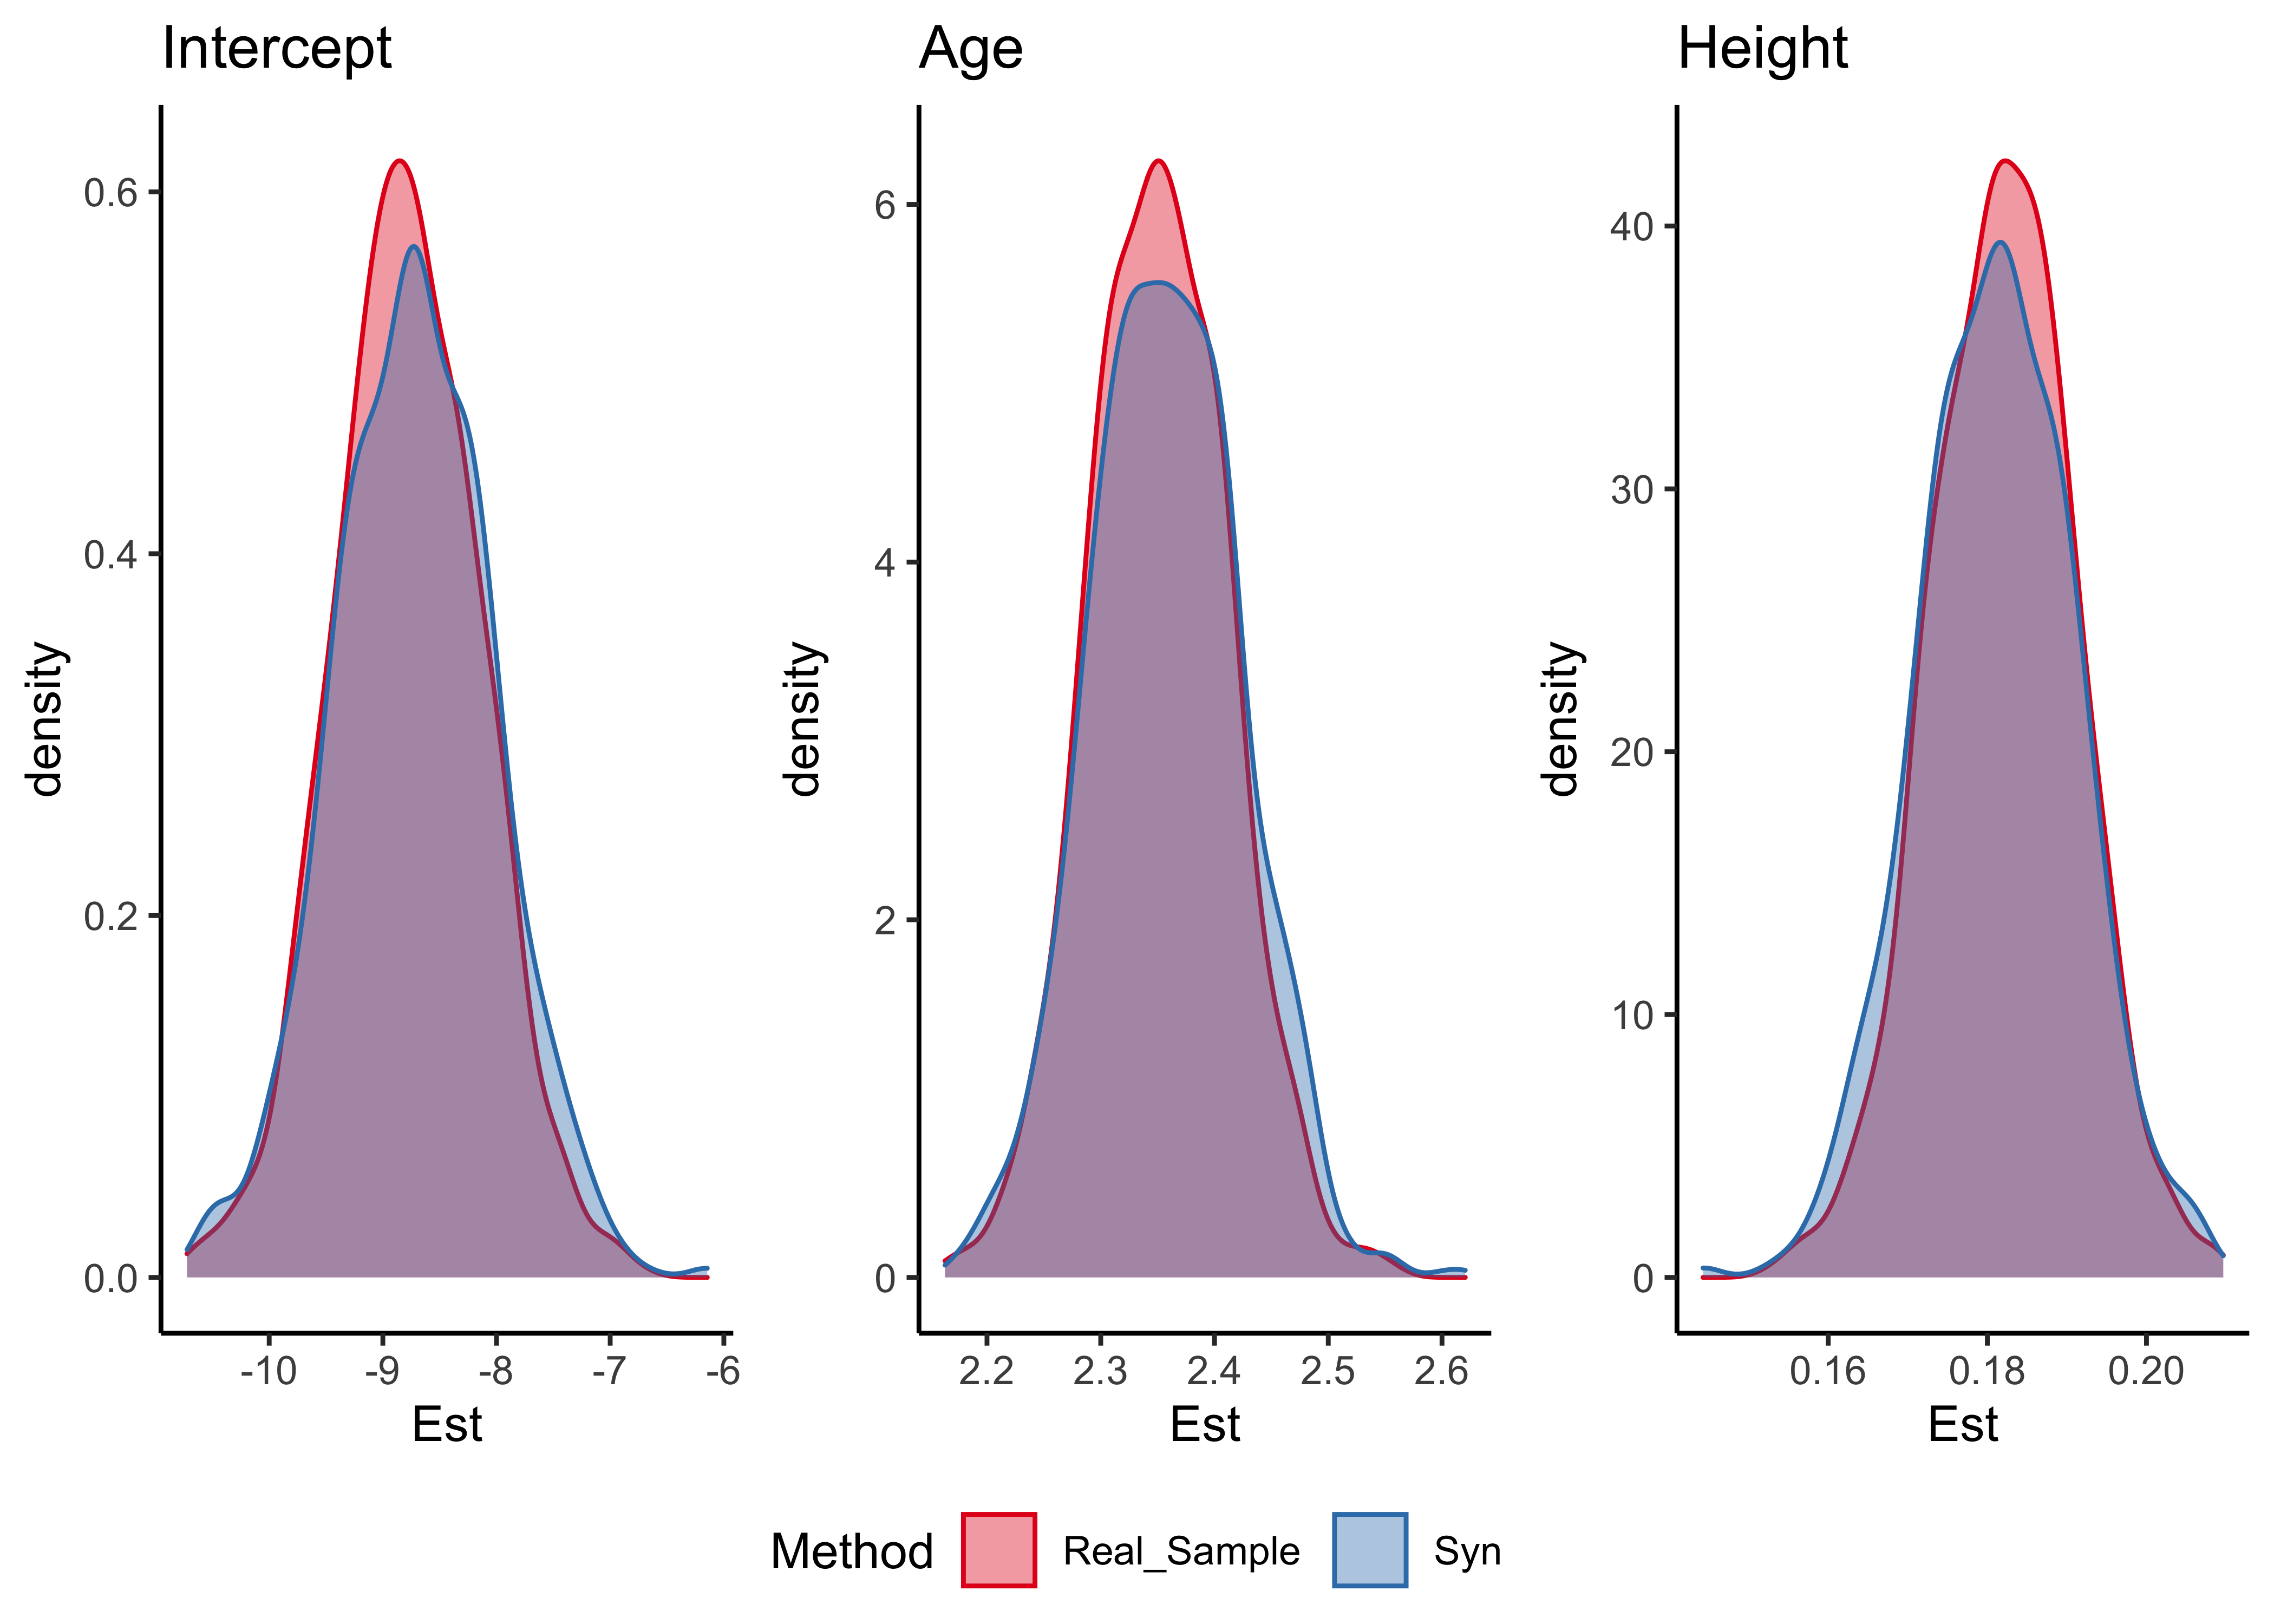 Intercept
Age
Height
0.6
0.4
0.2
0.0
density
-10 -9 -8 -7 -6
Est
6
4
2
0
density
2.2 2.3 2.4 2.5 2.6
Est
40
30
20
10
0
density
0.16 0.18 0.20
Est
Method Real_Sample Syn